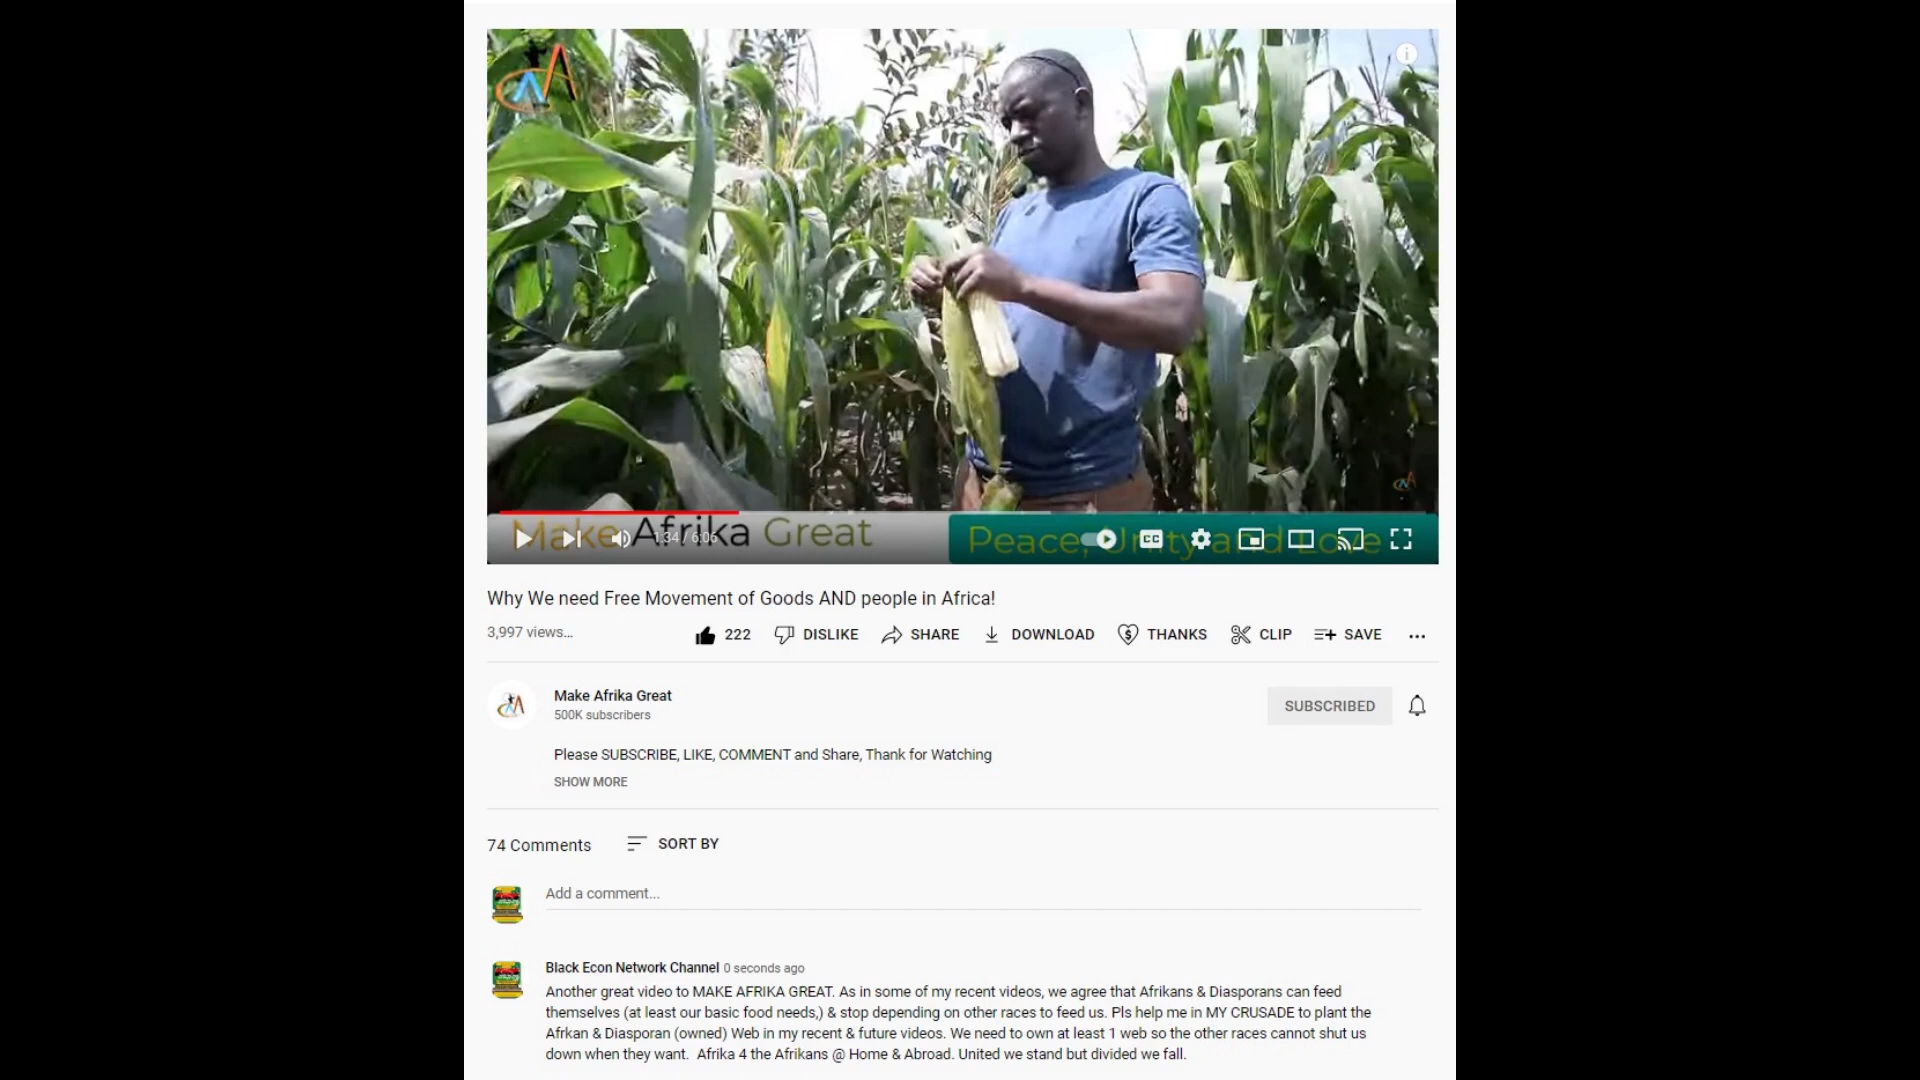 Make Afrika Great
Peace, Unity and Love
1:34 / 6:06
CC
Why We need Free Movement of Goods AND people in Africa!
3,997 views...
222
DISLIKE
SHARE
DOWNLOAD
THANKS
CLIP
SAVE
Make Afrika Great
500K subscribers
SUBSCRIBED
Please SUBSCRIBE, LIKE, COMMENT and Share, Thank for Watching
SHOW MORE
74 Comments
SORT BY
Add a comment...
Black Econ Network Channel 0 seconds ago
Another great video to MAKE AFRIKA GREAT. As in some of my recent videos, we agree that Afrikans & Diasporans can feed
themselves (at least our basic food needs,) & stop depending on other races to feed us. Pls help me in MY CRUSADE to plant the
Afrkan & Diasporan (owned) Web in my recent & future videos. We need to own at least 1 web so the other races cannot shut us
down when they want.  Afrika 4 the Afrikans @ Home & Abroad. United we stand but divided we fall.